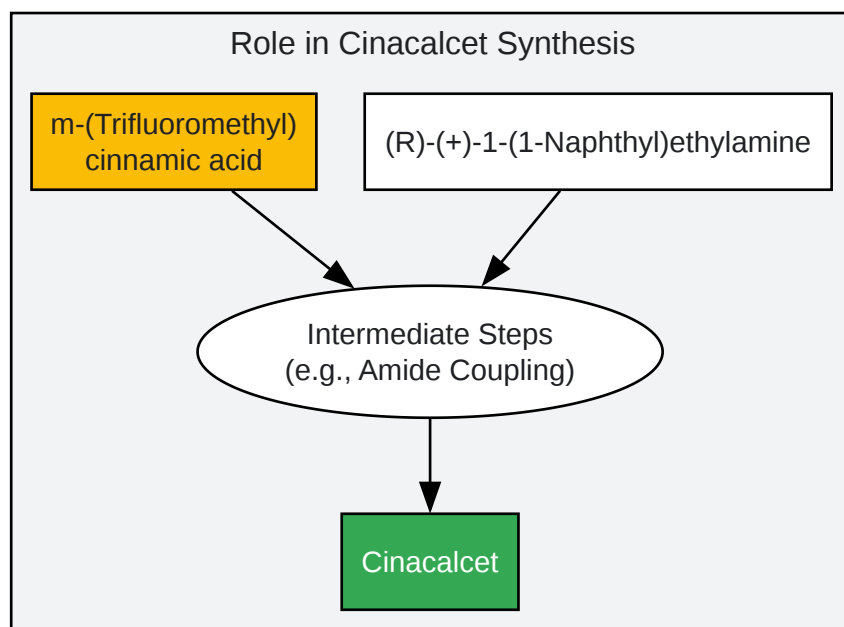 Role in Cinacalcet Synthesis
m-(Trifluoromethyl)
cinnamic acid
(R)-(+)-1-(1-Naphthyl)ethylamine
Intermediate Steps
(e.g., Amide Coupling)
Cinacalcet